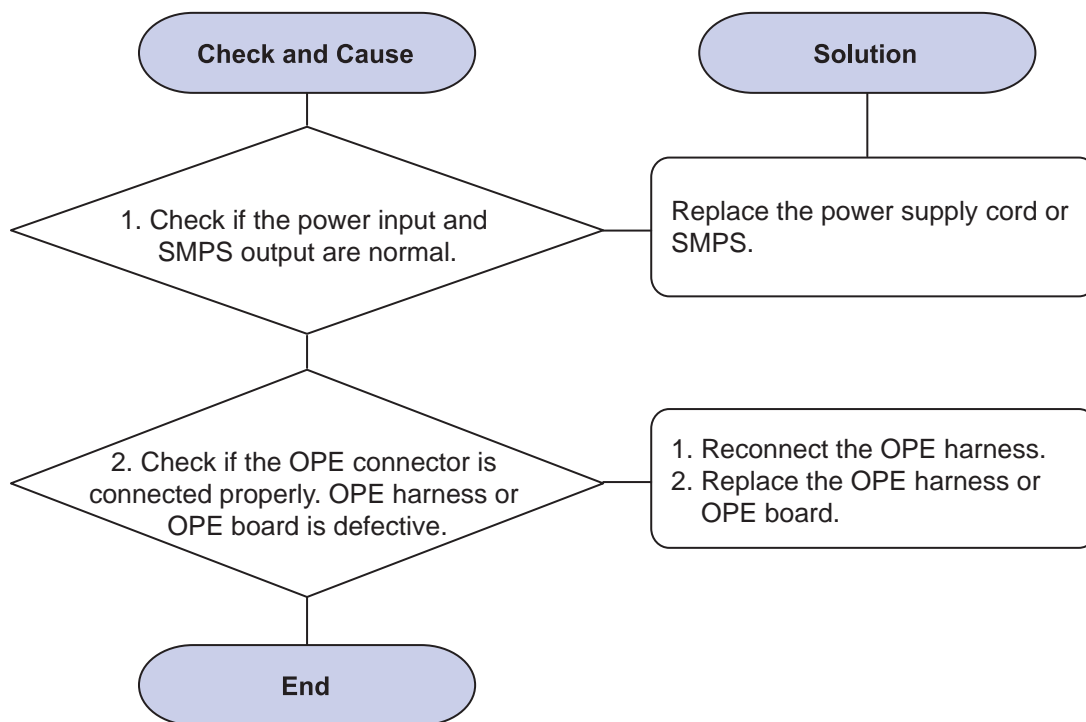 Check and Cause
Solution
1. Check if the power input and
SMPS output are normal.
Replace the power supply cord or
SMPS.
2. Check if the OPE connector is
connected properly. OPE harness or
OPE board is defective.
1. Reconnect the OPE harness.
2. Replace the OPE harness or
OPE board.
End